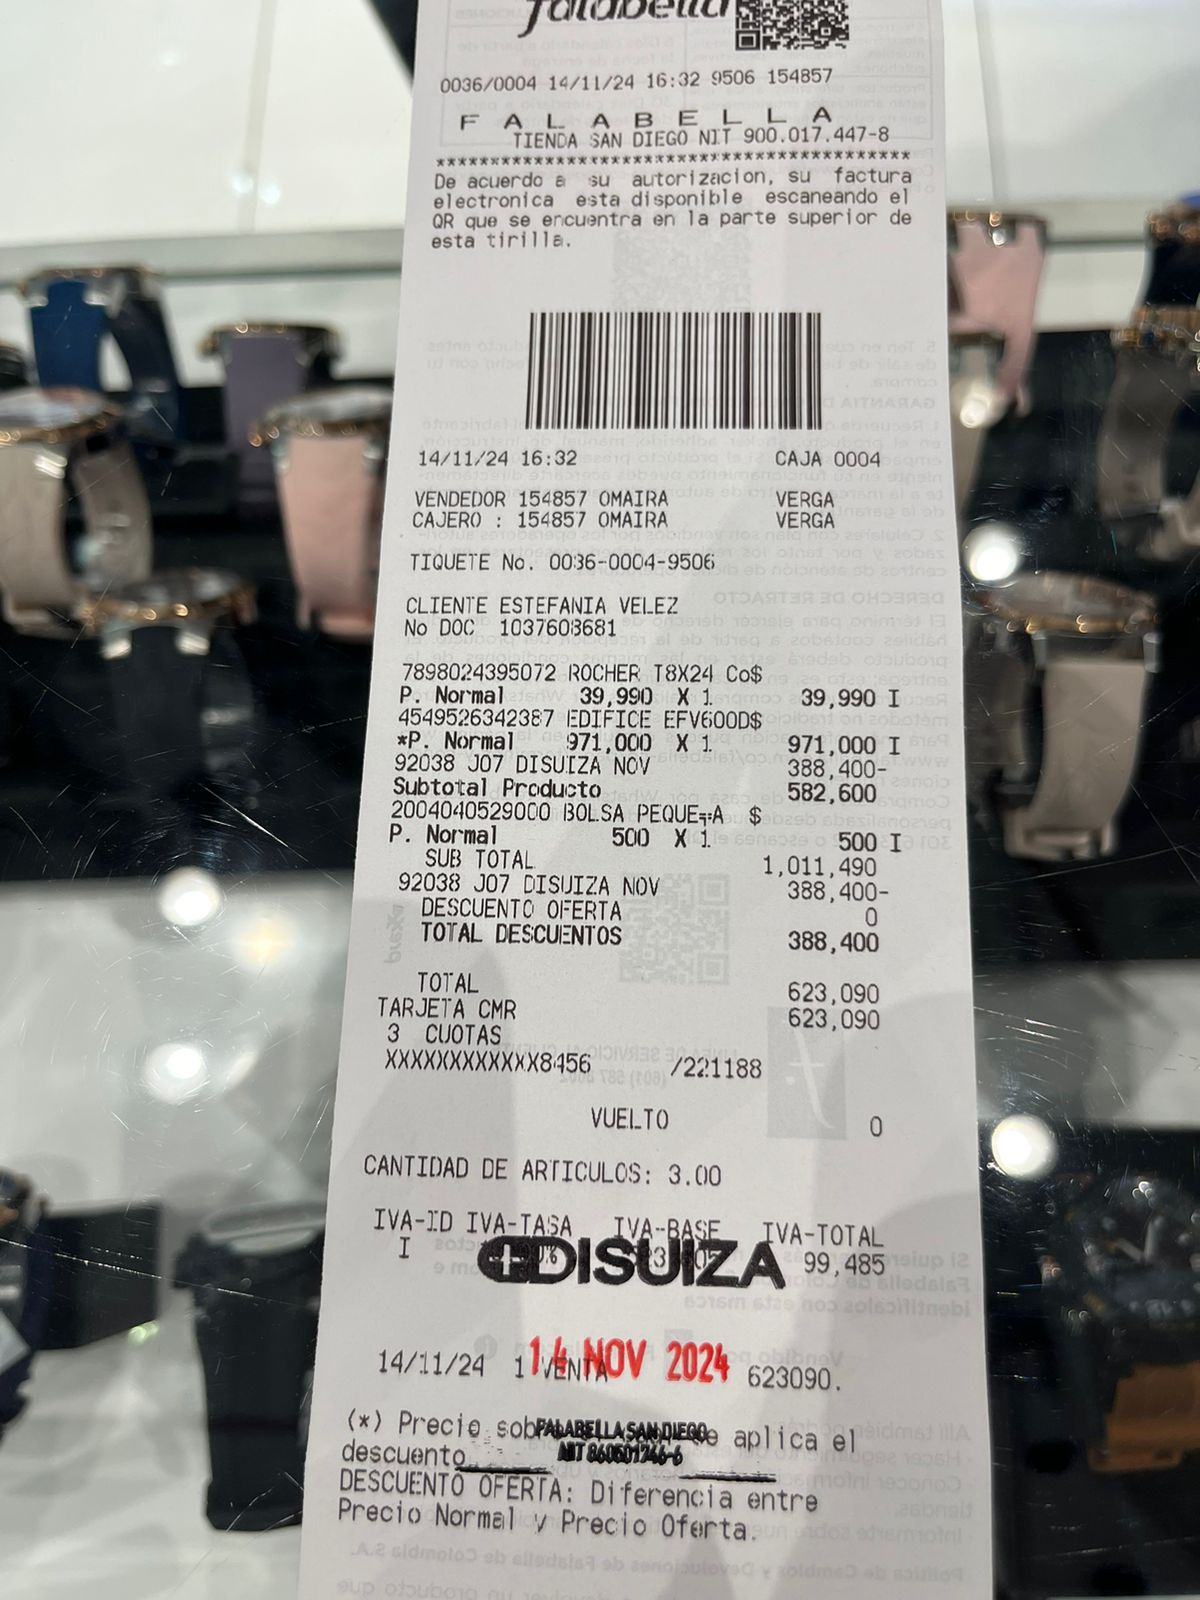 falabella
0036/0004 14/11/24 16:32 9506 154857
F A L A B E L L A
TIENDA SAN DIEGO NIT 900.017.447-8
*******************************************
De acuerdo a su autorizacion, su factura
electronica esta disponible escaneando el
QR que se encuentra en la parte superior de
esta tirilla.
14/11/24 16:32 CAJA 0004
VENDEDOR 154857 OMAIRA VERGA
CAJERO : 154857 OMAIRA VERGA
TIQUETE No. 0036-0004-9506
CLIENTE ESTEFANIA VELEZ
No DOC 1037608681
7898024395072 ROCHER T8X24 Co$
P. Normal 39,990 X 1 39,990 I
4549526342387 EDIFICE EFV600D$
*P. Normal 971,000 X 1 971,000 I
92038 J07 DISUIZA NOV 388,400-
Subtotal Producto 582,600
2004040529000 BOLSA PEQUE¬A $
P. Normal 500 X 1 500 I
SUB TOTAL 1,011,490
92038 J07 DISUIZA NOV 388,400-
DESCUENTO OFERTA 0
TOTAL DESCUENTOS 388,400
TOTAL 623,090
TARJETA CMR 623,090
3 CUOTAS
XXXXXXXXXXXX8456 /221188
VUELTO 0
CANTIDAD DE ARTICULOS: 3.00
IVA-ID IVA-TASA IVA-BASE IVA-TOTAL
I 99,485
DISUIZA
14 NOV 2024
14/11/24 1 VENTA 623090.
FALABELLA SAN DIEGO
NIT 860501746-6
(*) Precio aplica el
descuento
DESCUENTO OFERTA: Diferencia entre
Precio Normal y Precio Oferta.